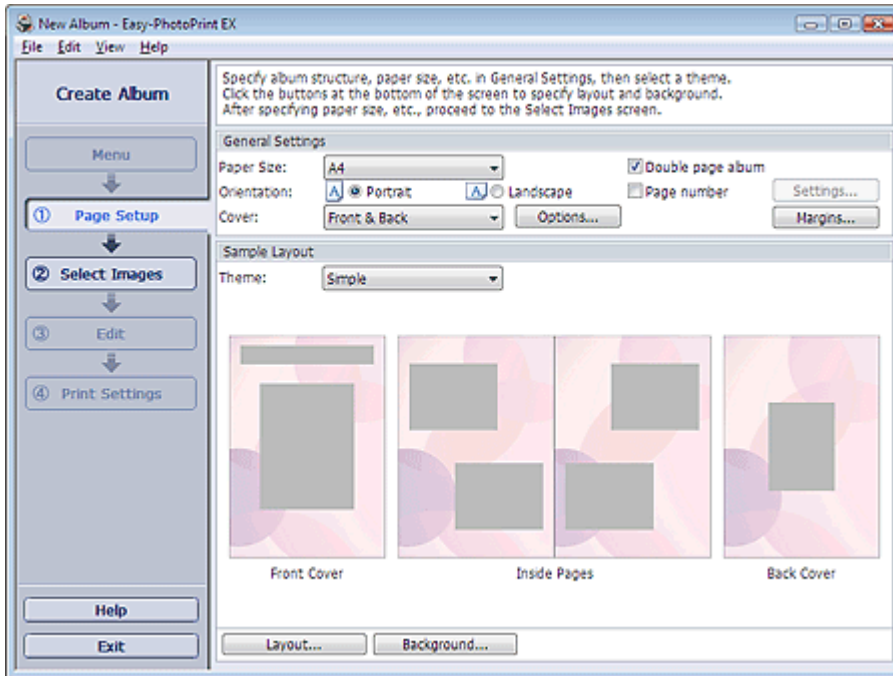 New Album - Easy-PhotoPrint EX
File Edit View Help
Create Album
Menu
① Page Setup
② Select Images
③ Edit
④ Print Settings
Help
Exit
Specify album structure, paper size, etc. in General Settings, then select a theme.
Click the buttons at the bottom of the screen to specify layout and background.
After specifying paper size, etc., proceed to the Select Images screen.
General Settings
Paper Size: A4 Double page album
Orientation: A Portrait A Landscape Page number Settings...
Cover: Front & Back Options... Margins...
Sample Layout
Theme: Simple
Front Cover Inside Pages Back Cover
Layout... Background...